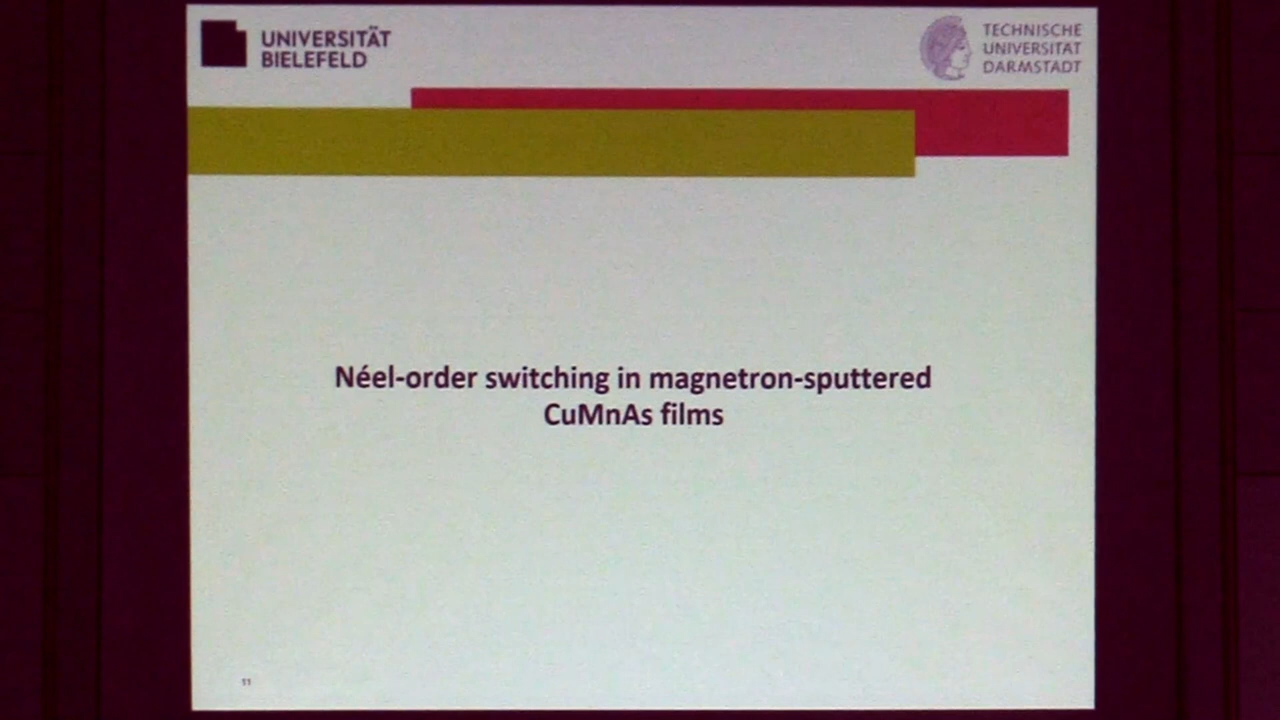 UNIVERSITÄT
BIELEFELD
TECHNISCHE
UNIVERSITÄT
DARMSTADT
Néel-order switching in magnetron-sputtered
CuMnAs films
11